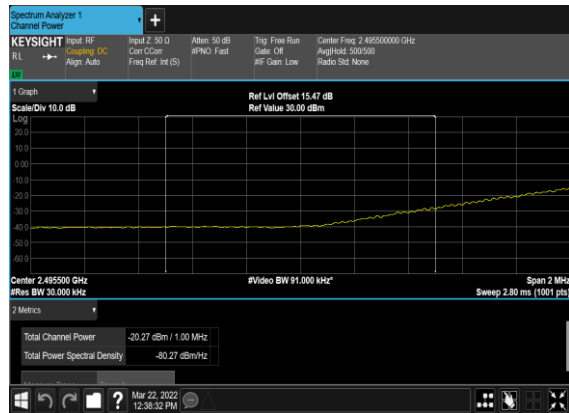 Spectrum Analyzer 1
Channel Power
KEYSIGHT Input: RF
R L
Coupling: DC
Align: Auto
Input Z: 50 Ω
Corr CCorr
Freq Ref: Int (S)
Atten: 50 dB
#PNO: Fast
Trig: Free Run
Gate: Off
#IF Gain: Low
Center Freq: 2.495500000 GHz
Avg|Hold: 500/500
Radio Std: None
1 Graph
Scale/Div 10.0 dB
Ref Lvl Offset 15.47 dB
Ref Value 30.00 dBm
Log
20.0
10.0
0.00
-10.0
-20.0
-30.0
-40.0
-50.0
-60.0
Center 2.495500 GHz
#Res BW 30.000 kHz
#Video BW 91.000 kHz*
Span 2 MHz
Sweep 2.80 ms (1001 pts)
2 Metrics
Total Channel Power -20.27 dBm / 1.00 MHz
Total Power Spectral Density -80.27 dBm/Hz
Mar 22, 2022
12:38:32 PM